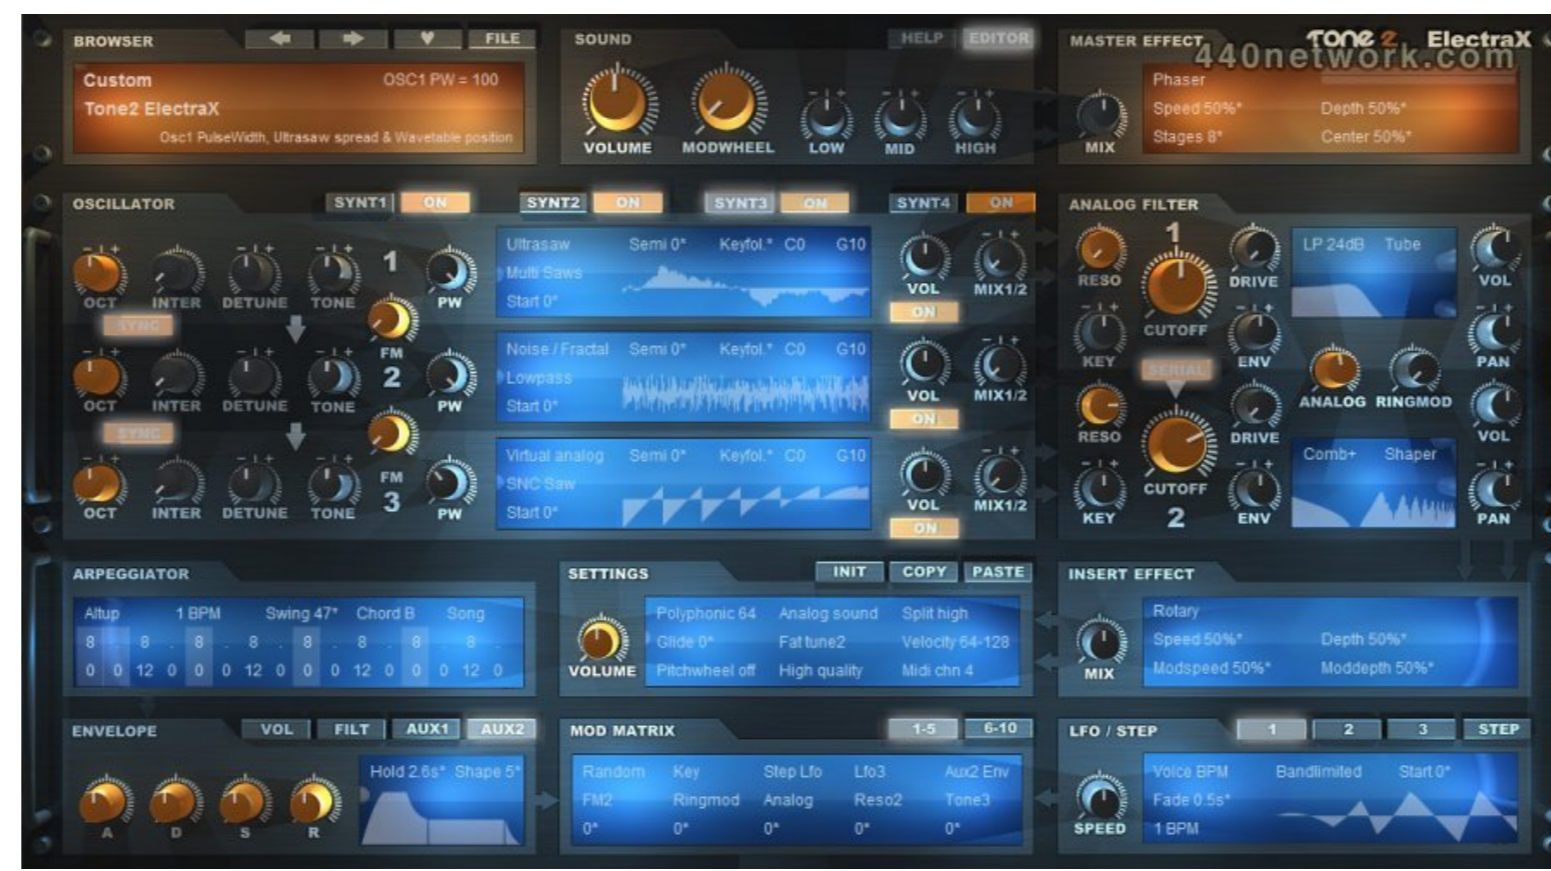 BROWSER FILE
Custom OSC1 PW = 100
Tone2 ElectraX
Osc1 PulseWidth, Ultrasaw spread & Wavetable position
SOUND HELP EDITOR
VOLUME MODWHEEL LOW MID HIGH
MASTER EFFECT Tone2 ElectraX
440network.com
Phaser
Speed 50%* Depth 50%*
Stages 8* Center 50%*
MIX
OSCILLATOR SYNT1 ON SYNT2 ON SYNT3 ON SYNT4 ON
OCT INTER DETUNE TONE 1 PW
Ultrasaw Semi 0* Keyfol.* C0 G10
Multi Saws
Start 0*
VOL MIX1/2
ON
SYNC
FM
OCT INTER DETUNE TONE 2 PW
Noise / Fractal Semi 0* Keyfol.* C0 G10
Lowpass
Start 0*
VOL MIX1/2
ON
SYNC
FM
OCT INTER DETUNE TONE 3 PW
Virtual analog Semi 0* Keyfol.* C0 G10
SNC Saw
Start 0*
VOL MIX1/2
ON
ANALOG FILTER
1
RESO CUTOFF DRIVE
LP 24dB Tube
VOL
KEY SERIAL ENV
PAN
ANALOG RINGMOD
RESO CUTOFF DRIVE
VOL
Comb+ Shaper
KEY 2 ENV
PAN
ARPEGGIATOR
Altup 1 BPM Swing 47* Chord B Song
8 . 8 . 8 . 8 . 8 . 8 . 8 . 8 .
0 0 12 0 0 0 12 0 0 0 12 0 0 0 12 0
SETTINGS INIT COPY PASTE
VOLUME
Polyphonic 64 Analog sound Split high
Glide 0* Fat tune2 Velocity 64-128
Pitchwheel off High quality Midi chn 4
INSERT EFFECT
MIX
Rotary
Speed 50%* Depth 50%*
Modspeed 50%* Moddepth 50%*
ENVELOPE VOL FILT AUX1 AUX2
A D S R
Hold 2.6s* Shape 5*
MOD MATRIX 1-5 6-10
Random Key Step Lfo Lfo3 Aux2 Env
FM2 Ringmod Analog Reso2 Tone3
0* 0* 0* 0* 0*
LFO / STEP 1 2 3 STEP
SPEED
Voice BPM Bandlimited Start 0*
Fade 0.5s*
1 BPM